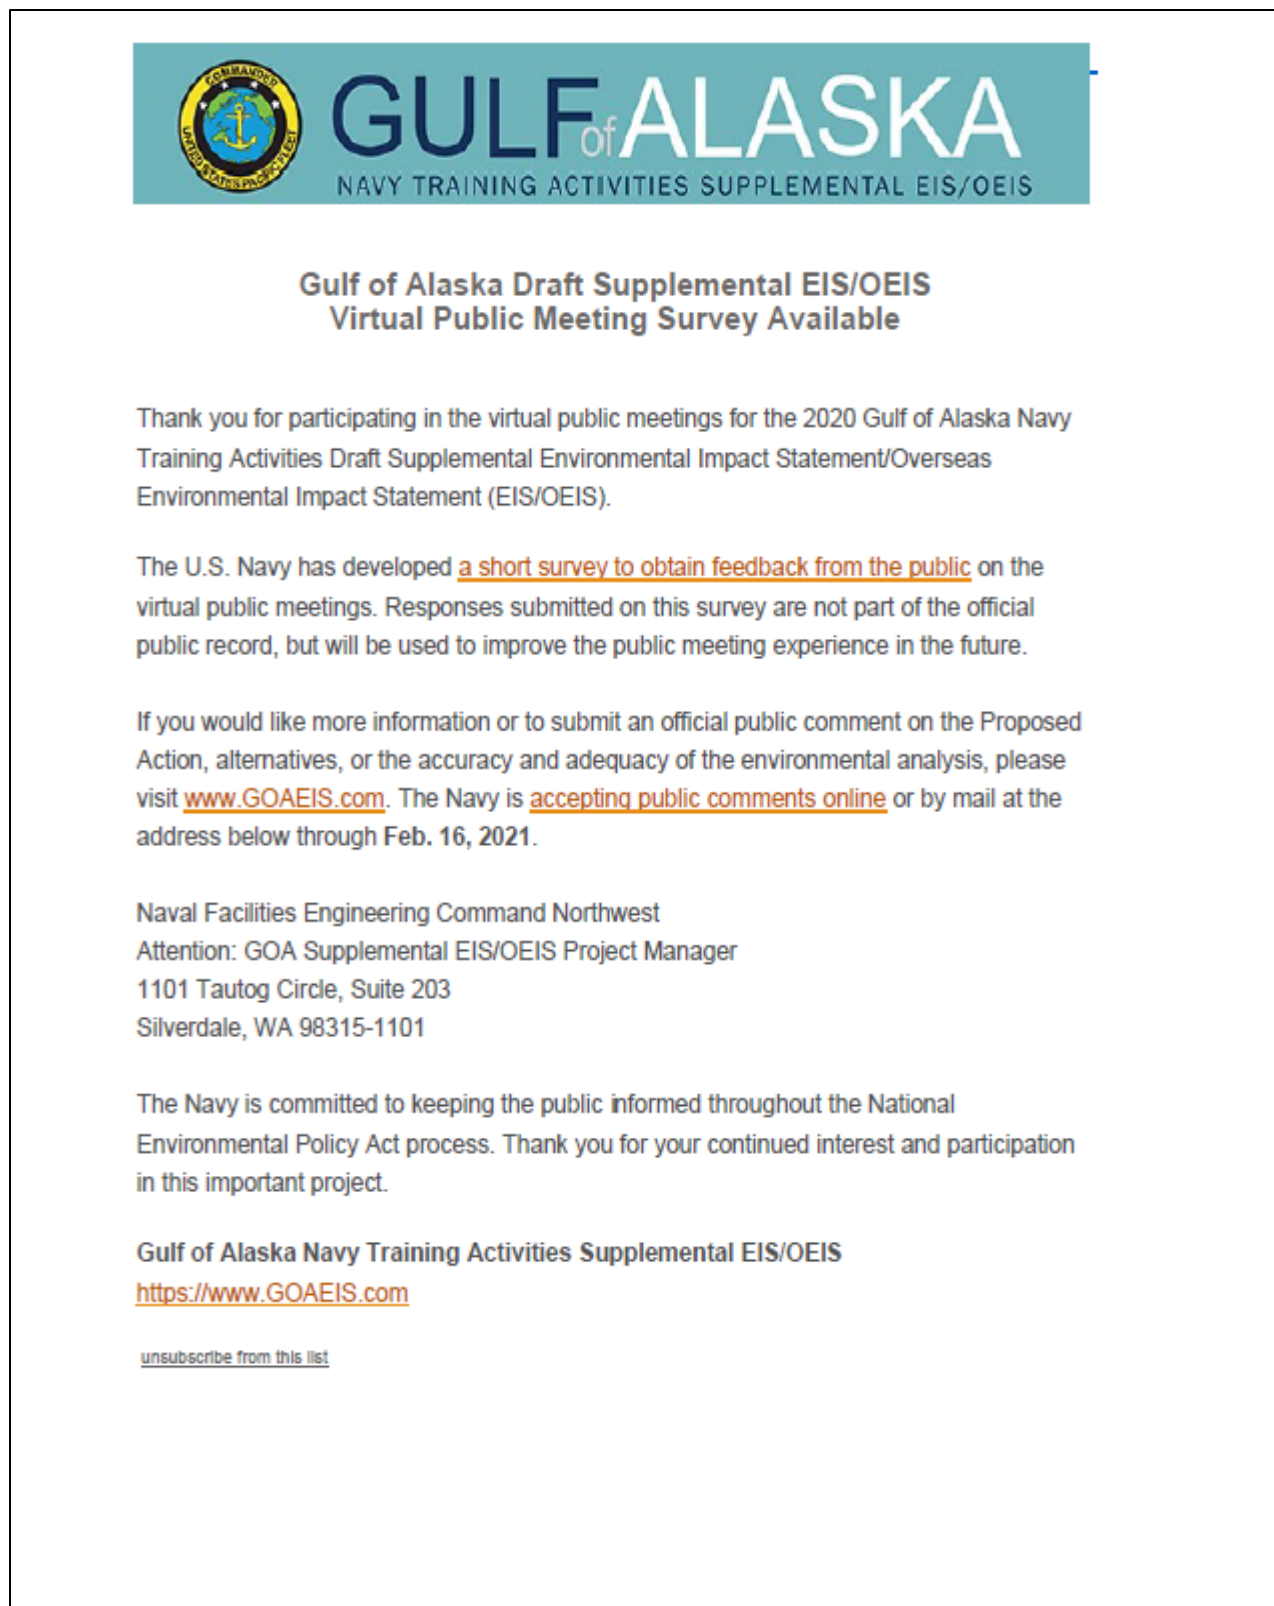 COMMANDER
UNITED STATES PACIFIC FLEET
GULF of ALASKA
NAVY TRAINING ACTIVITIES SUPPLEMENTAL EIS/OEIS
Gulf of Alaska Draft Supplemental EIS/OEIS
Virtual Public Meeting Survey Available
Thank you for participating in the virtual public meetings for the 2020 Gulf of Alaska Navy
Training Activities Draft Supplemental Environmental Impact Statement/Overseas
Environmental Impact Statement (EIS/OEIS).
The U.S. Navy has developed a short survey to obtain feedback from the public on the
virtual public meetings. Responses submitted on this survey are not part of the official
public record, but will be used to improve the public meeting experience in the future.
If you would like more information or to submit an official public comment on the Proposed
Action, alternatives, or the accuracy and adequacy of the environmental analysis, please
visit www.GOAEIS.com. The Navy is accepting public comments online or by mail at the
address below through Feb. 16, 2021.
Naval Facilities Engineering Command Northwest
Attention: GOA Supplemental EIS/OEIS Project Manager
1101 Tautog Circle, Suite 203
Silverdale, WA 98315-1101
The Navy is committed to keeping the public informed throughout the National
Environmental Policy Act process. Thank you for your continued interest and participation
in this important project.
Gulf of Alaska Navy Training Activities Supplemental EIS/OEIS
https://www.GOAEIS.com
unsubscribe from this list